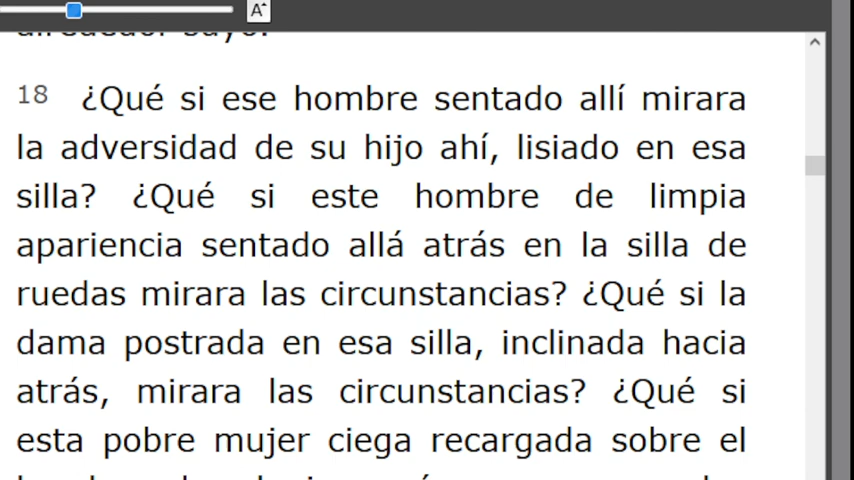 A
18 ¿Qué si ese hombre sentado allí mirara
la adversidad de su hijo ahí, lisiado en esa
silla? ¿Qué si este hombre de limpia
apariencia sentado allá atrás en la silla de
ruedas mirara las circunstancias? ¿Qué si la
dama postrada en esa silla, inclinada hacia
atrás, mirara las circunstancias? ¿Qué si
esta pobre mujer ciega recargada sobre el